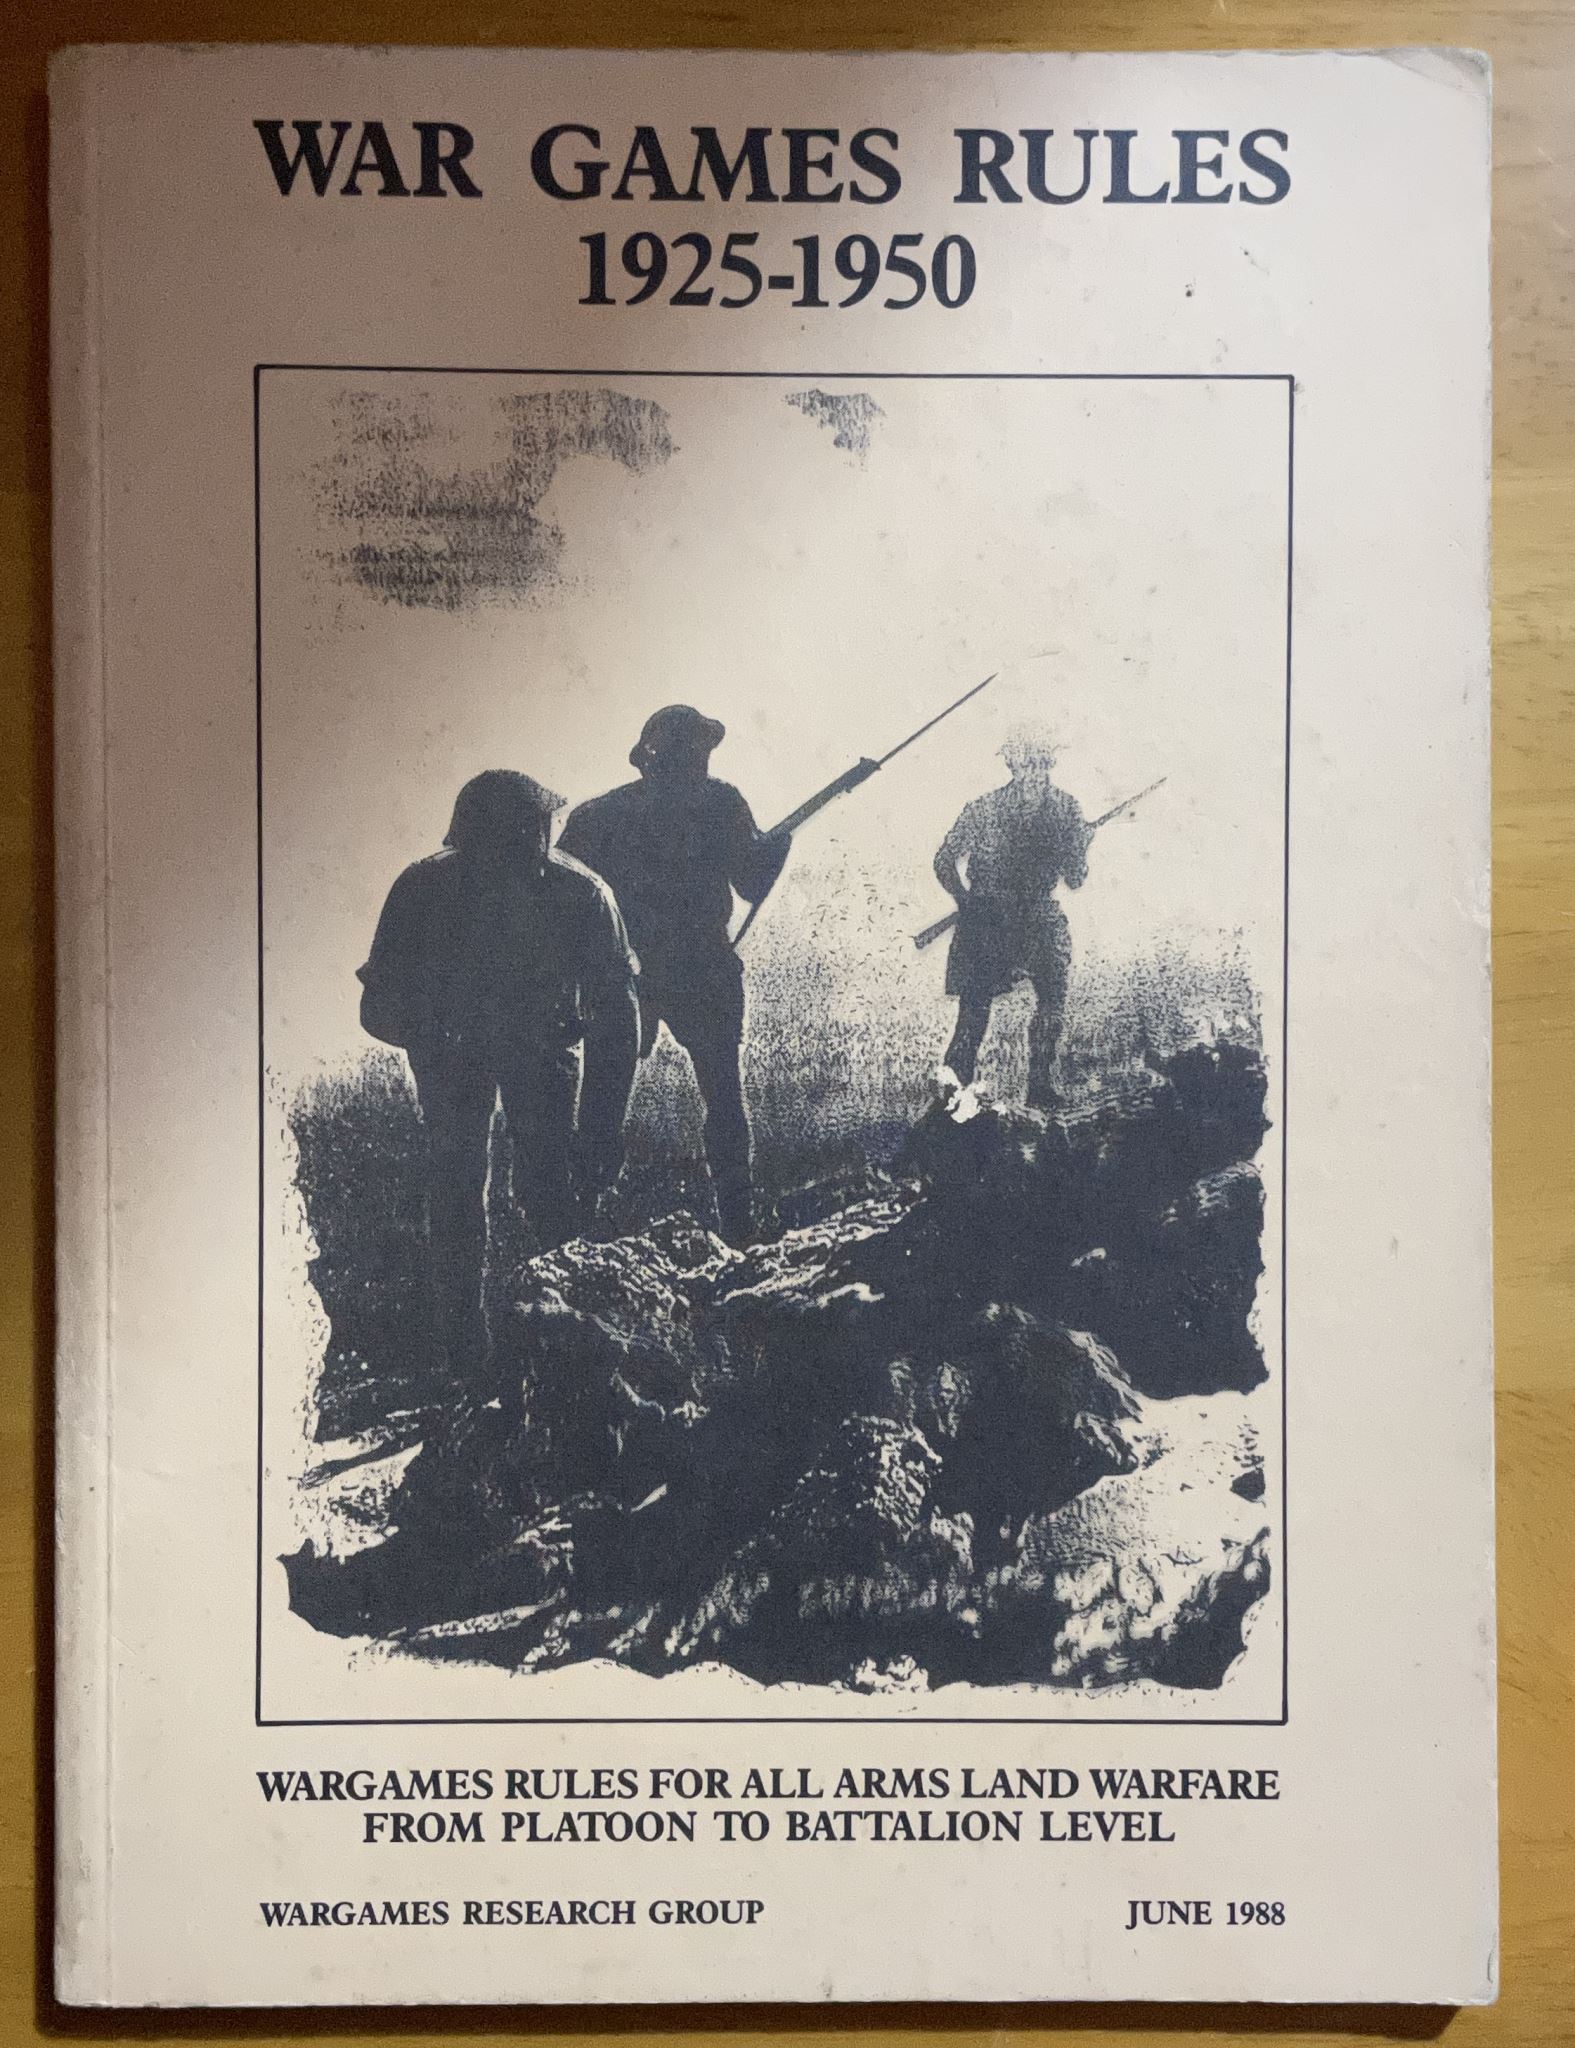 WAR GAMES RULES
1925-1950
WARGAMES RULES FOR ALL ARMS LAND WARFARE
FROM PLATOON TO BATTALION LEVEL
WARGAMES RESEARCH GROUP JUNE 1988